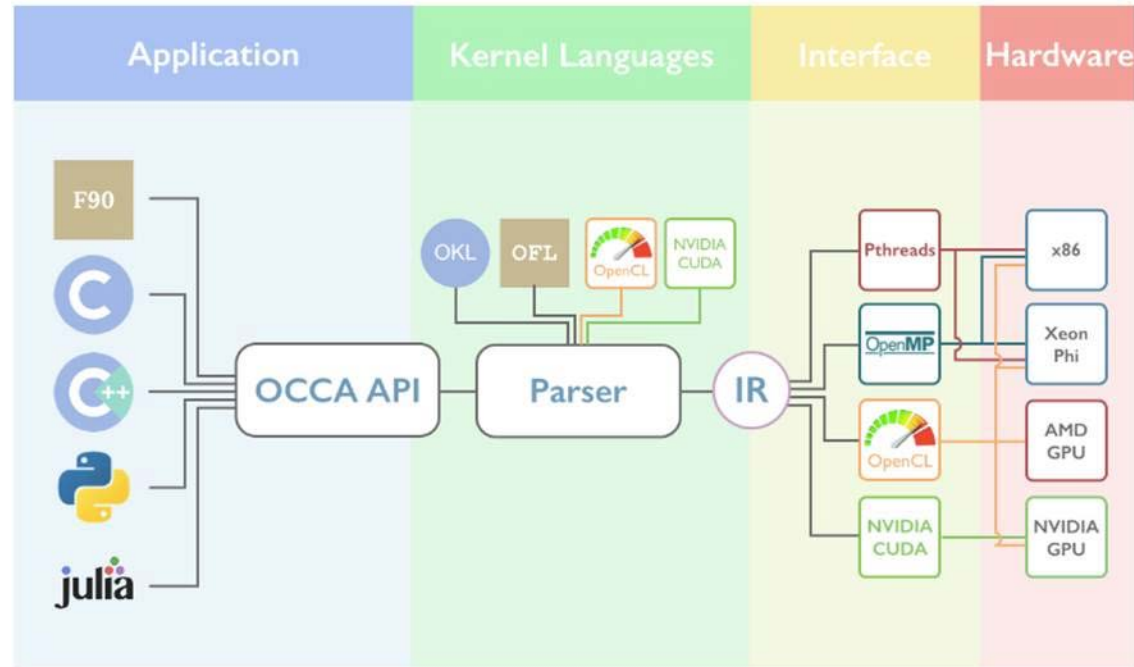 Application
Kernel Languages
Interface
Hardware
F90
C
C++
julia
OCCA API
OKL
OFL
OpenCL
NVIDIA
CUDA
Parser
IR
Pthreads
OpenMP
OpenCL
NVIDIA
CUDA
x86
Xeon
Phi
AMD
GPU
NVIDIA
GPU